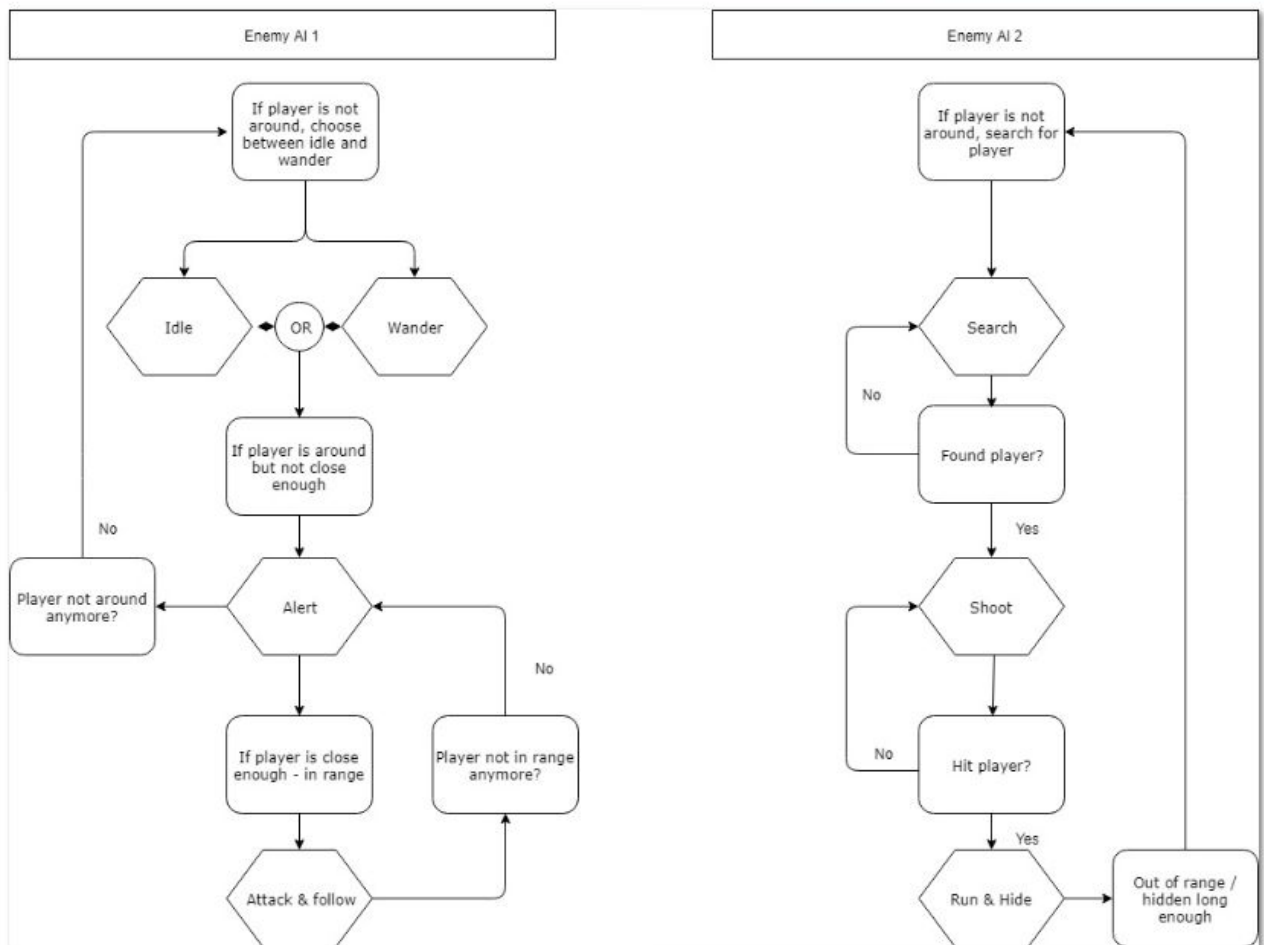 Enemy AI 1
If player is not
around, choose
between idle and
wander
Idle
OR
Wander
If player is around
but not close
enough
No
Player not around
anymore?
Alert
No
If player is close
enough - in range
Player not in range
anymore?
Attack & follow
Enemy AI 2
If player is not
around, search for
player
Search
No
Found player?
Yes
Shoot
No
Hit player?
Yes
Run & Hide
Out of range /
hidden long
enough